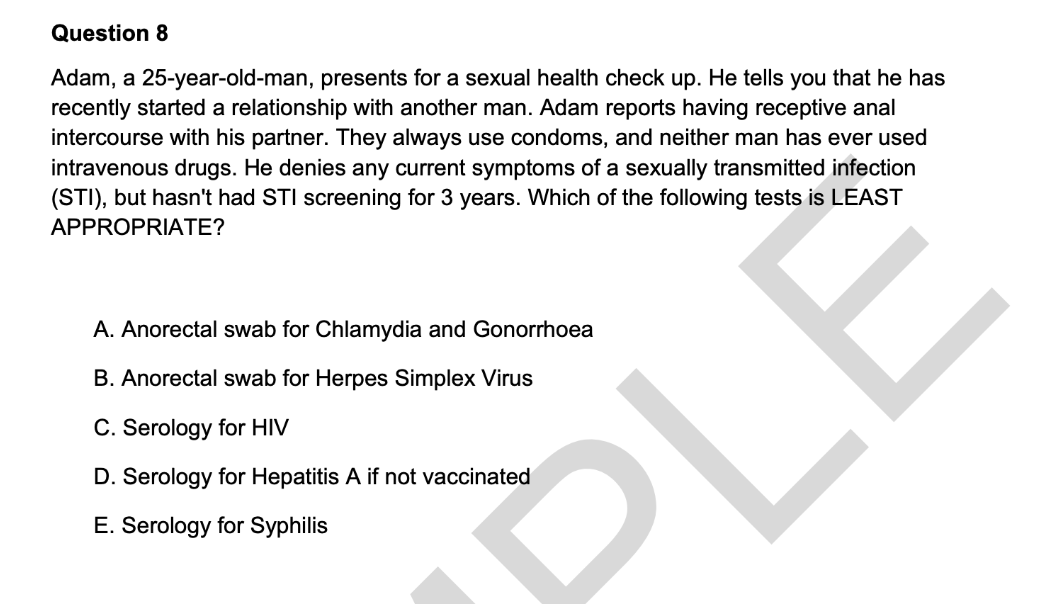 Question 8
Adam, a 25-year-old-man, presents for a sexual health check up. He tells you that he has
recently started a relationship with another man. Adam reports having receptive anal
intercourse with his partner. They always use condoms, and neither man has ever used
intravenous drugs. He denies any current symptoms of a sexually transmitted infection
(STI), but hasn't had STI screening for 3 years. Which of the following tests is LEAST
APPROPRIATE?
A. Anorectal swab for Chlamydia and Gonorrhoea
B. Anorectal swab for Herpes Simplex Virus
C. Serology for HIV
D. Serology for Hepatitis A if not vaccinated
E. Serology for Syphilis
PLE